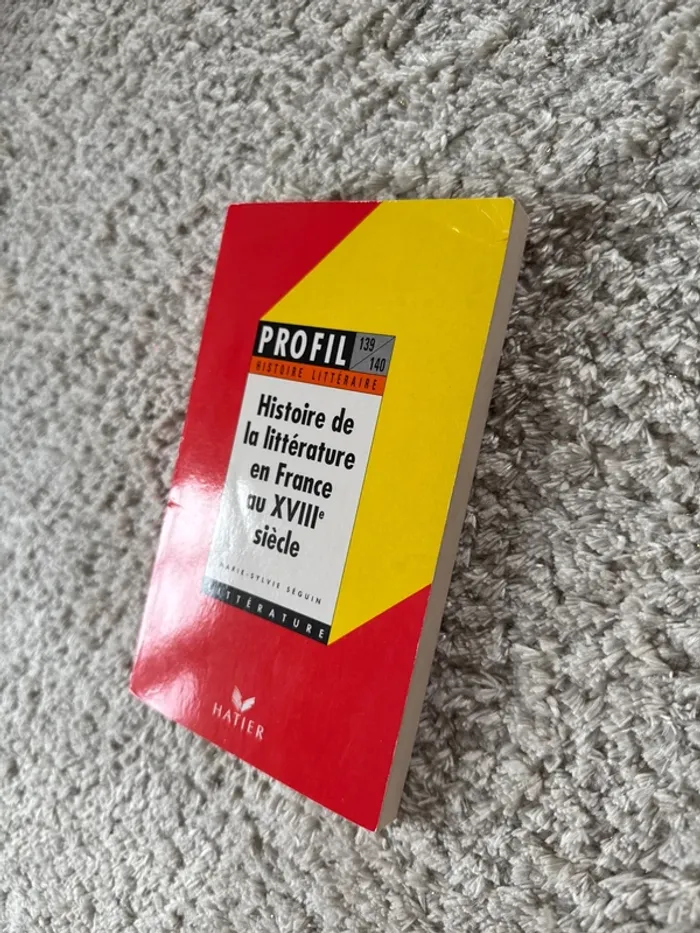 PROFIL
139
140
HISTOIRE LITTÉRAIRE
Histoire de
la littérature
en France
au XVIIIe
siècle
MARIE-SYLVIE SÉGUIN
LITTÉRATURE
HATIER